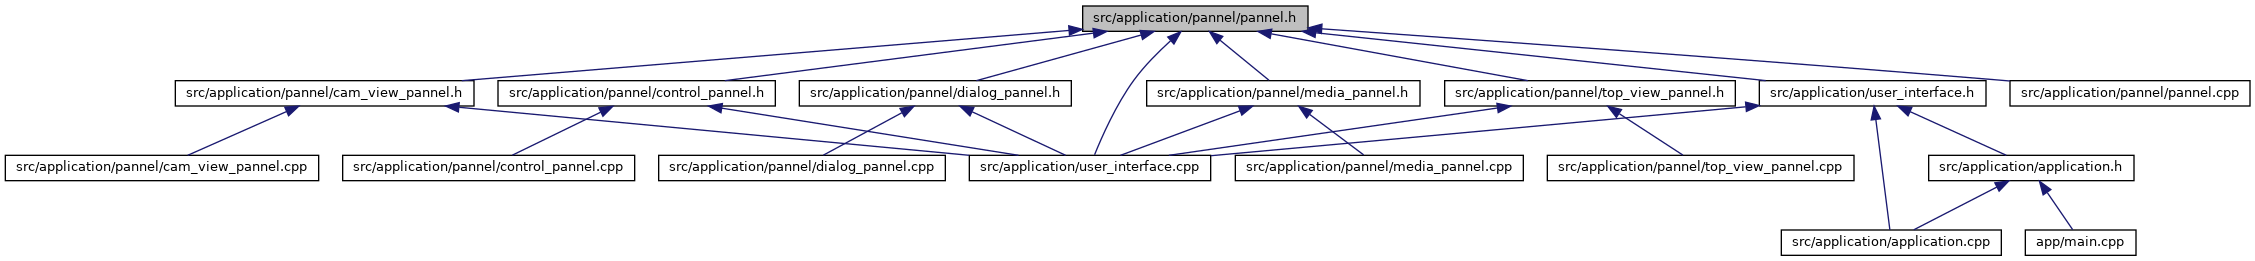 src/application/pannel/pannel.h
src/application/pannel/cam_view_pannel.h
src/application/pannel/control_pannel.h
src/application/pannel/dialog_pannel.h
src/application/pannel/media_pannel.h
src/application/pannel/top_view_pannel.h
src/application/user_interface.h
src/application/pannel/pannel.cpp
src/application/pannel/cam_view_pannel.cpp
src/application/pannel/control_pannel.cpp
src/application/pannel/dialog_pannel.cpp
src/application/user_interface.cpp
src/application/pannel/media_pannel.cpp
src/application/pannel/top_view_pannel.cpp
src/application/application.h
src/application/application.cpp
app/main.cpp